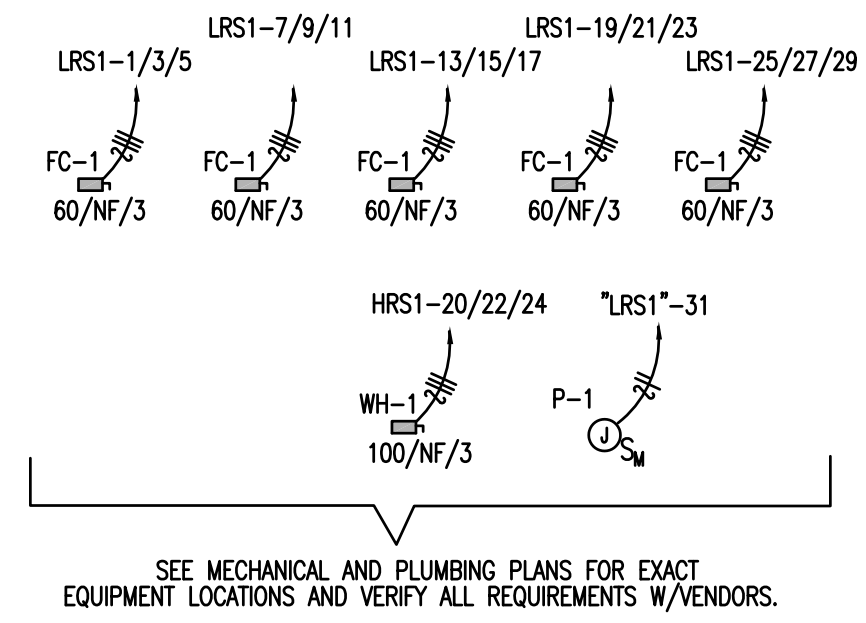 LRS1-7/9/11
LRS1-19/21/23
LRS1-1/3/5
LRS1-13/15/17
LRS1-25/27/29
FC-1
FC-1
FC-1
FC-1
FC-1
60/NF/3
60/NF/3
60/NF/3
60/NF/3
60/NF/3
HRS1-20/22/24
"LRS1"-31
WH-1
P-1
J
SM
100/NF/3
SEE MECHANICAL AND PLUMBING PLANS FOR EXACT
EQUIPMENT LOCATIONS AND VERIFY ALL REQUIREMENTS W/VENDORS.